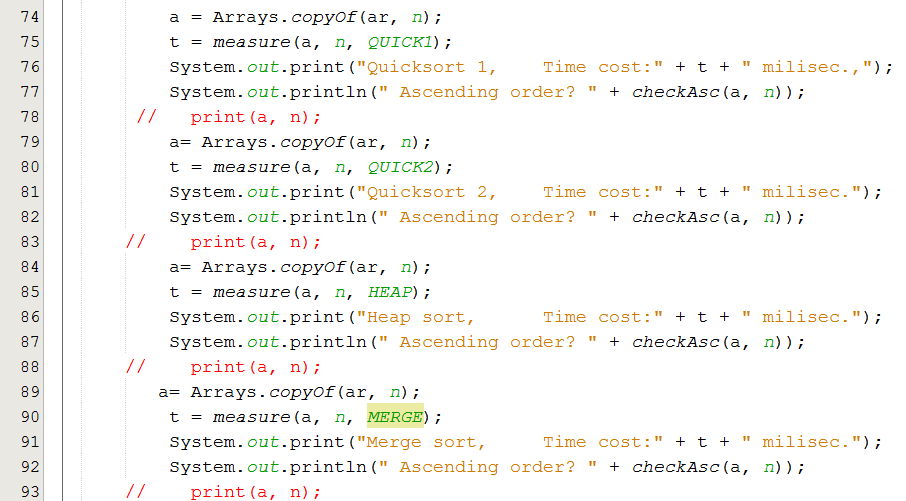 74 a = Arrays.copyOf(ar, n);
75 t = measure(a, n, QUICK1);
76 System.out.print("Quicksort 1,    Time cost:" + t + " milisec.,");
77 System.out.println(" Ascending order? " + checkAsc(a, n));
78 //   print(a, n);
79 a= Arrays.copyOf(ar, n);
80 t = measure(a, n, QUICK2);
81 System.out.print("Quicksort 2,    Time cost:" + t + " milisec.");
82 System.out.println(" Ascending order? " + checkAsc(a, n));
83 //    print(a, n);
84 a= Arrays.copyOf(ar, n);
85 t = measure(a, n, HEAP);
86 System.out.print("Heap sort,      Time cost:" + t + " milisec.");
87 System.out.println(" Ascending order? " + checkAsc(a, n));
88 //    print(a, n);
89 a= Arrays.copyOf(ar, n);
90 t = measure(a, n, MERGE);
91 System.out.print("Merge sort,     Time cost:" + t + " milisec.");
92 System.out.println(" Ascending order? " + checkAsc(a, n));
93 //    print(a, n);